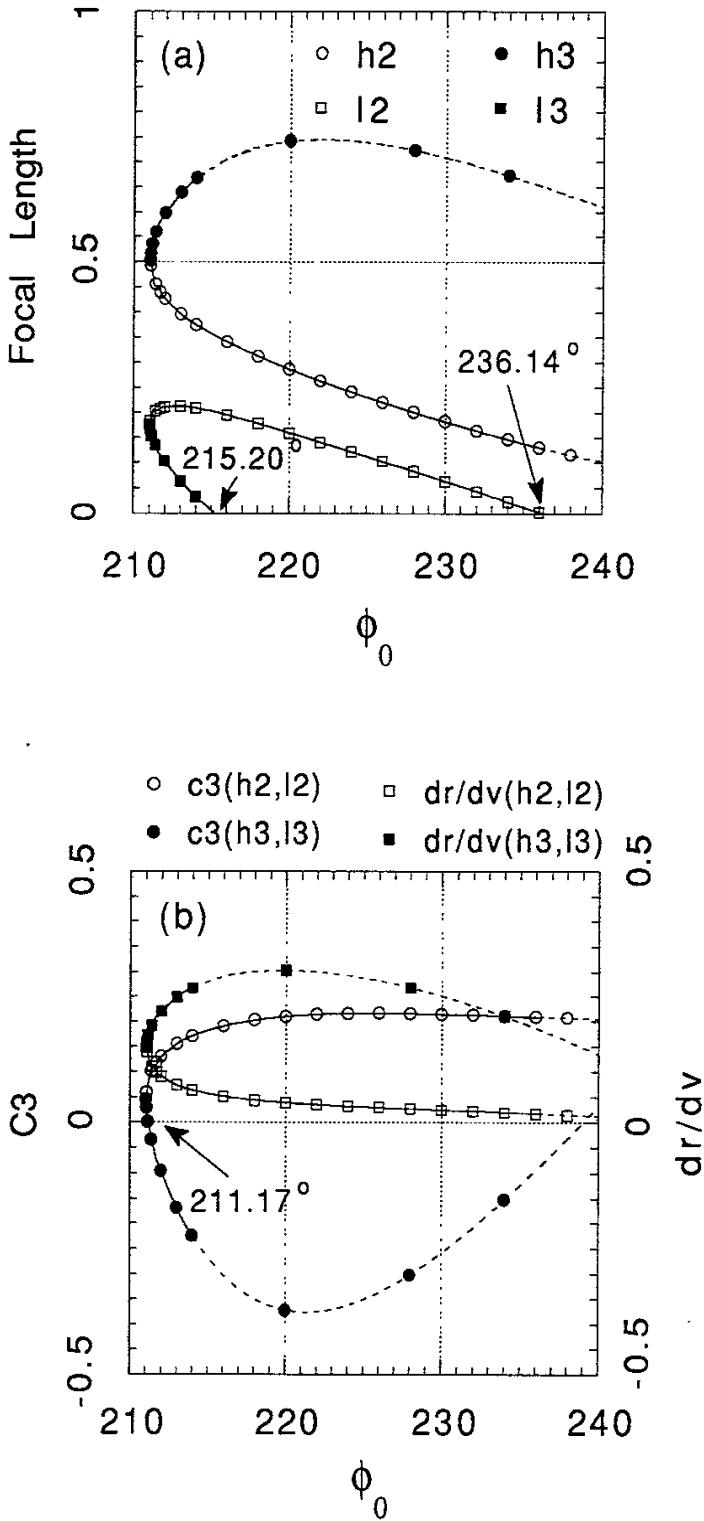 1
(a)
h2
h3
l2
l3
Focal Length
0.5
236.14°
215.20°
0
210
220
230
240
ϕ0
c3(h2,l2)
dr/dv(h2,l2)
c3(h3,l3)
dr/dv(h3,l3)
0.5
0.5
(b)
C3
0
0
dr/dv
211.17°
-0.5
-0.5
210
220
230
240
ϕ0